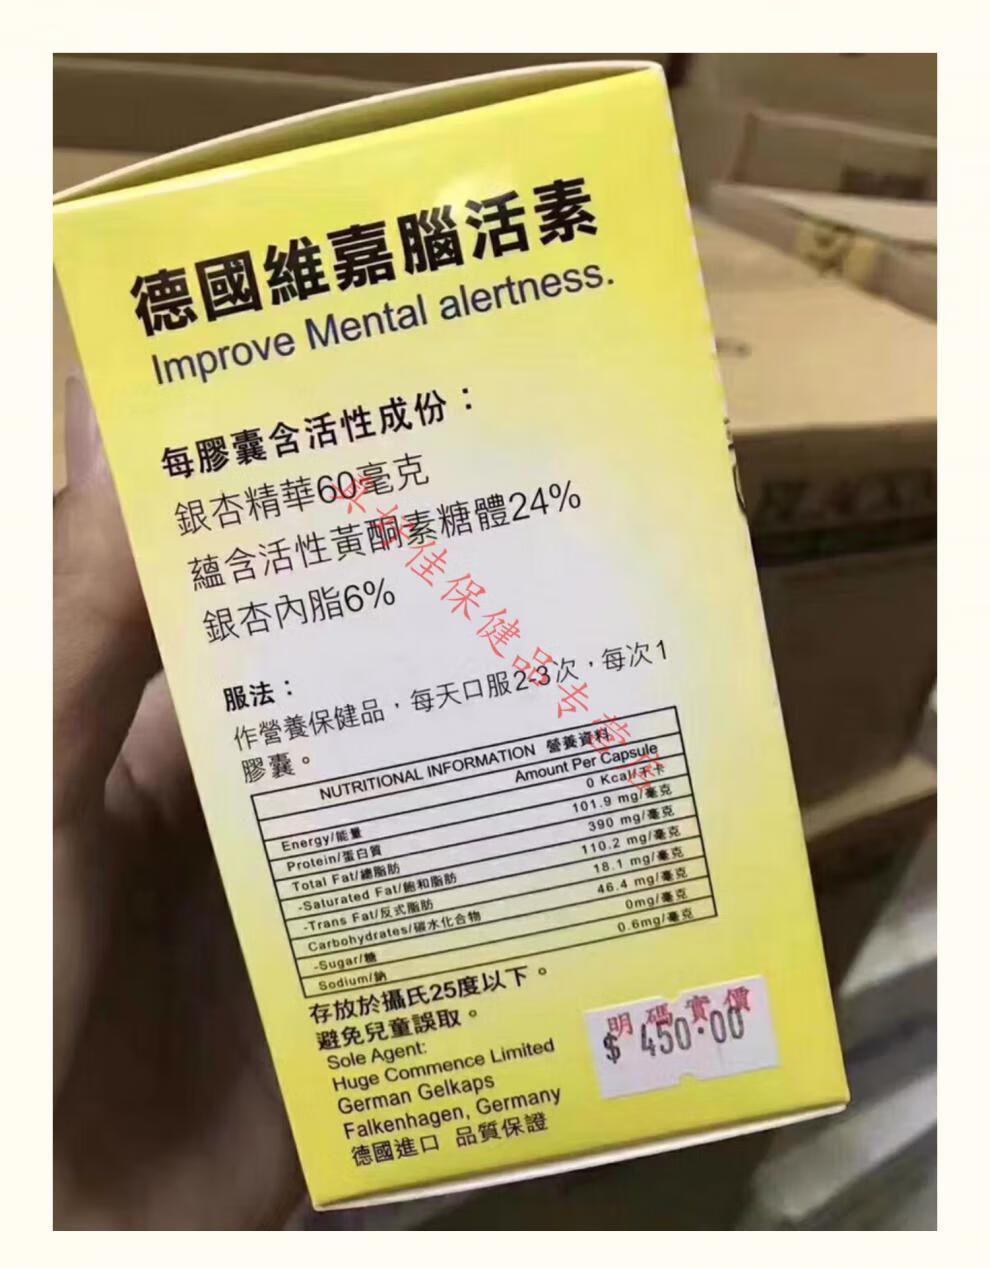 德國維嘉腦活素
Improve Mental alertness.
每膠囊含活性成份：
銀杏精華60毫克
蘊含活性黃酮素糖體24%
銀杏內脂6%
服法：
作營養保健品，每天口服2-3次，每次1
膠囊。
NUTRITIONAL INFORMATION 營養資料
Amount Per Capsule
Energy/能量 0 Kcal/千卡
Protein/蛋白質 101.9 mg/毫克
Total Fat/總脂肪 390 mg/毫克
-Saturated Fat/飽和脂肪 110.2 mg/毫克
-Trans Fat/反式脂肪 18.1 mg/毫克
Carbohydrates/碳水化合物 46.4 mg/毫克
-Sugar/糖 0mg/毫克
Sodium/鈉 0.6mg/毫克
存放於攝氏25度以下。
避免兒童誤取。
Sole Agent:
Huge Commence Limited
German Gelkaps
Falkenhagen, Germany
德國進口 品質保證
明碼實價
$ 450.00
佳保健品专营店